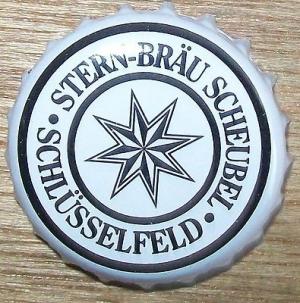 · STERN-BRÄU SCHEUBEL ·
SCHLÜSSELFELD